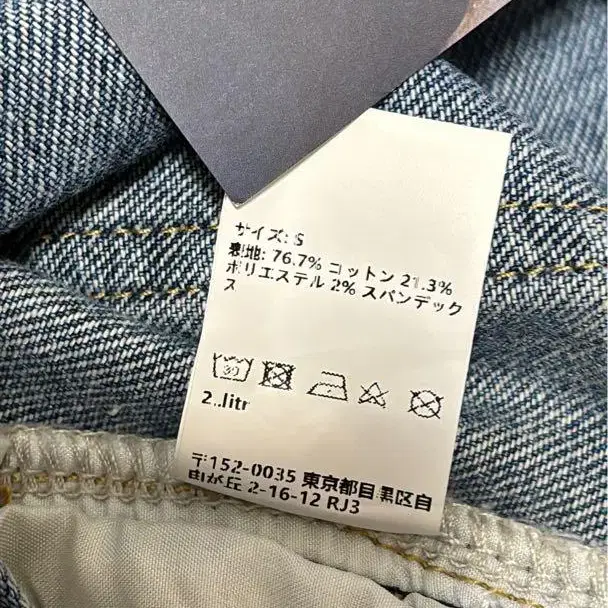 サイズ: S
表地: 76.7% コットン 21.3%
ポリエステル 2% スパンデック
ス
30
2..litr
〒152-0035 東京都目黒区自
由が丘 2-16-12 RJ3